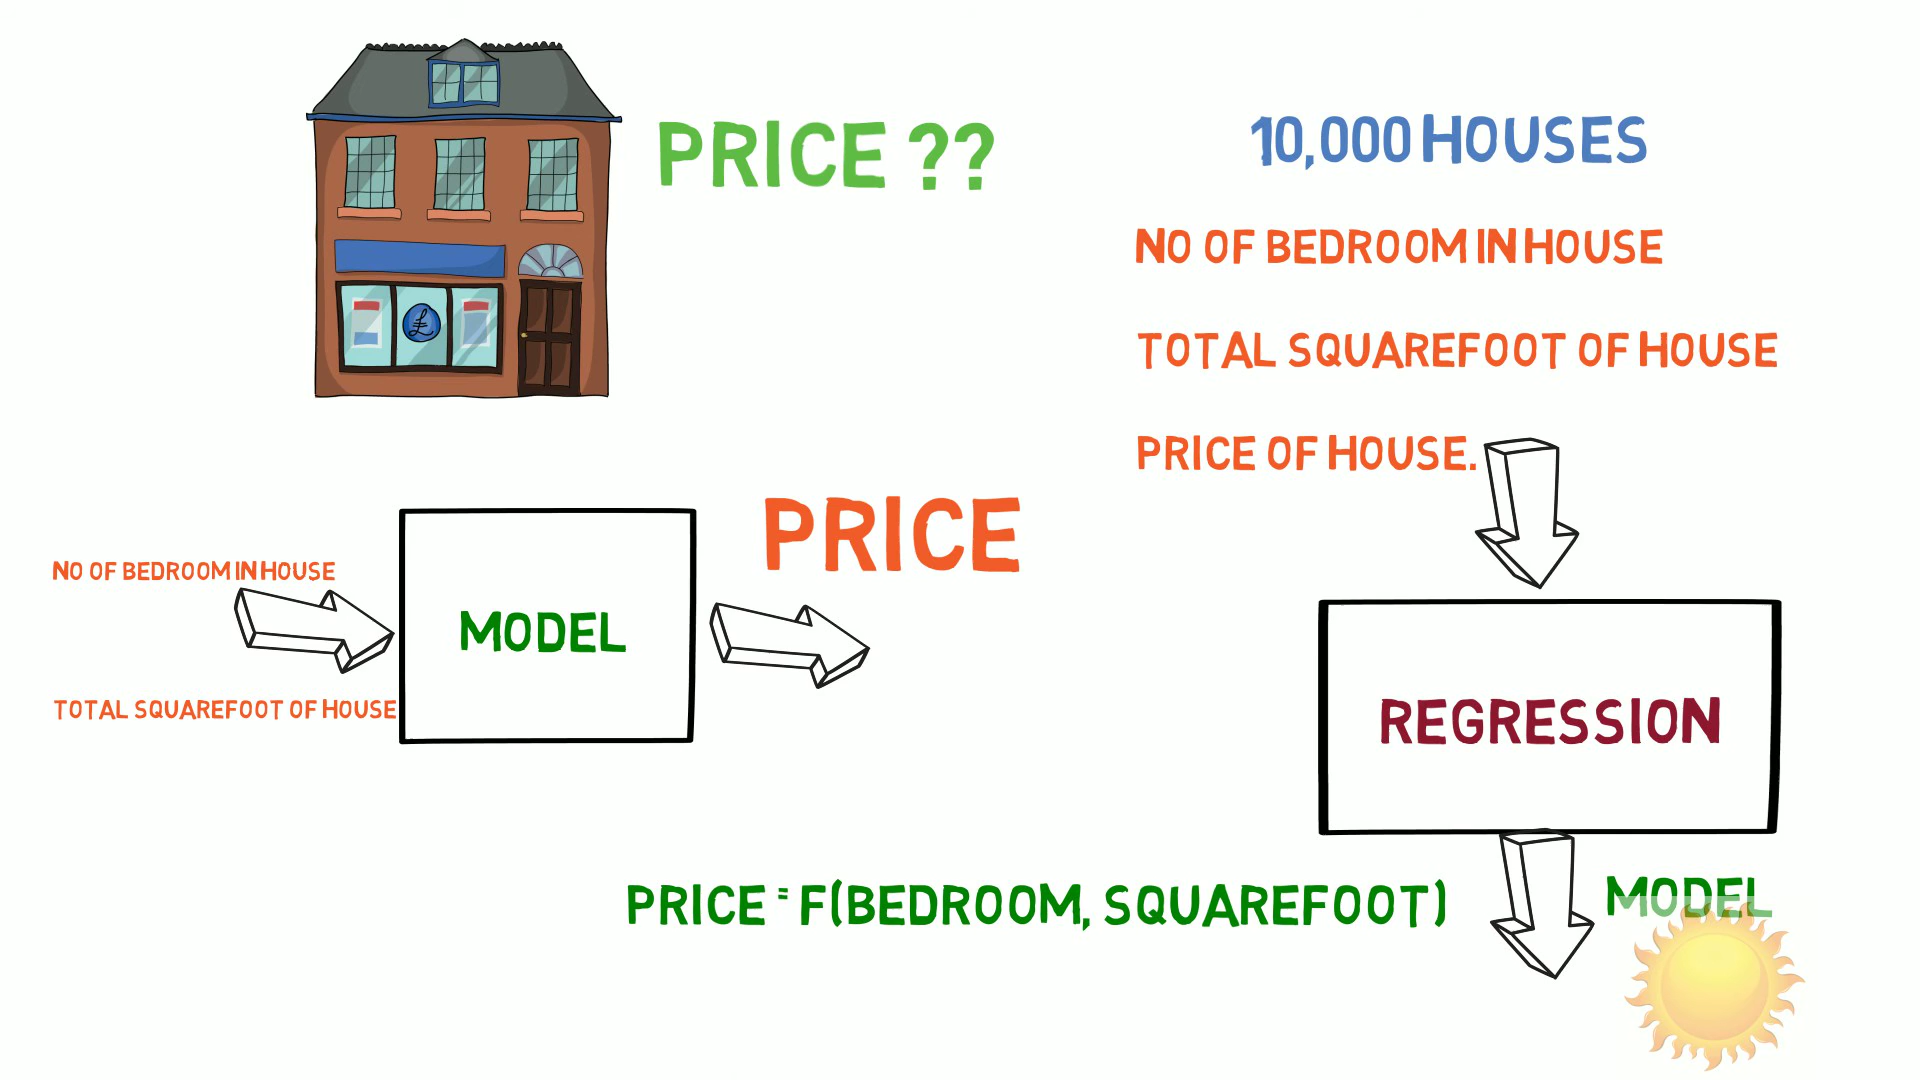 PRICE ??
10,000 HOUSES
NO OF BEDROOM IN HOUSE
TOTAL SQUAREFOOT OF HOUSE
PRICE OF HOUSE.
PRICE
NO OF BEDROOM IN HOUSE
MODEL
TOTAL SQUAREFOOT OF HOUSE
REGRESSION
PRICE = F(BEDROOM, SQUAREFOOT)
MODEL